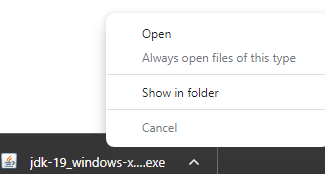 Open
Always open files of this type
Show in folder
Cancel
jdk-19_windows-x....exe